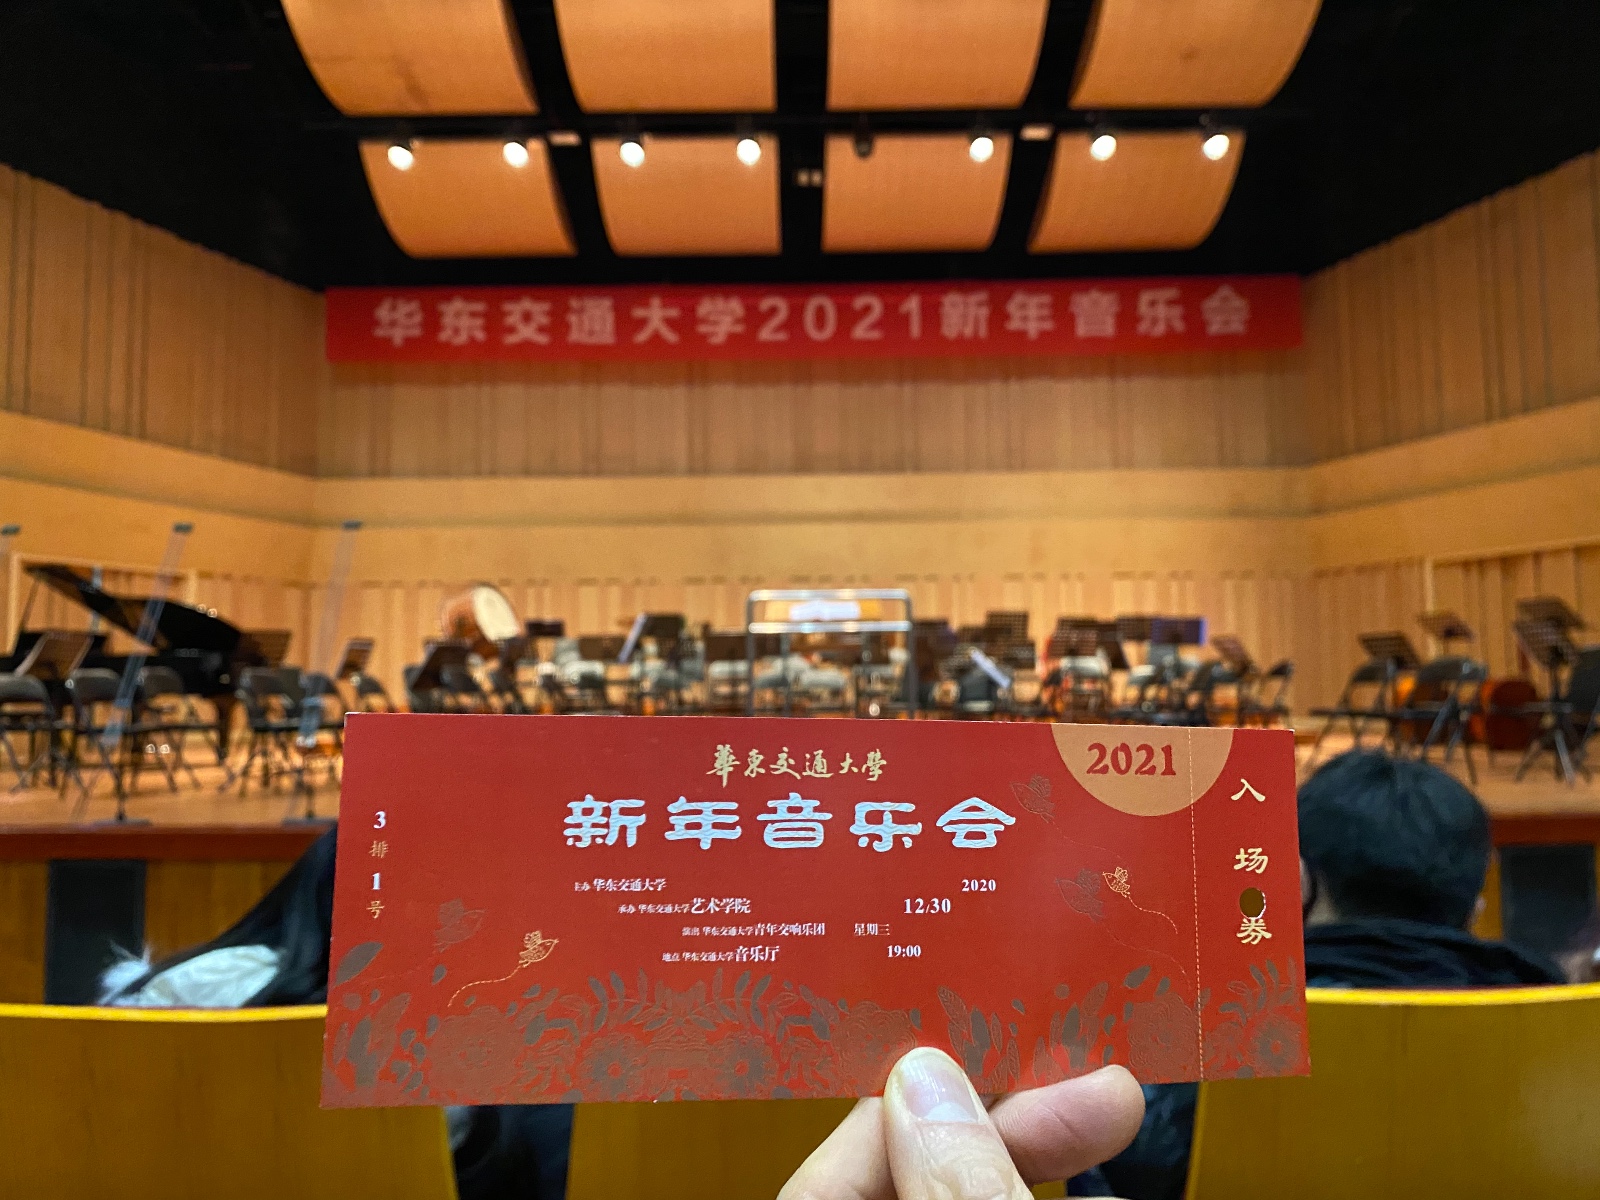 华东交通大学2021新年音乐会
華東交通大學
2021
新年音乐会
3排1号
主办 华东交通大学
承办 华东交通大学艺术学院
演出 华东交通大学青年交响乐团
地点 华东交通大学音乐厅
2020
12/30
星期三
19:00
入场券